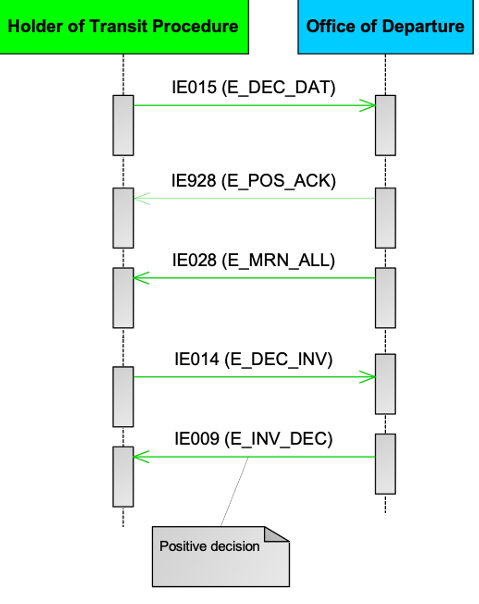 Holder of Transit Procedure
Office of Departure
IE015 (E_DEC_DAT)
IE928 (E_POS_ACK)
IE028 (E_MRN_ALL)
IE014 (E_DEC_INV)
IE009 (E_INV_DEC)
Positive decision